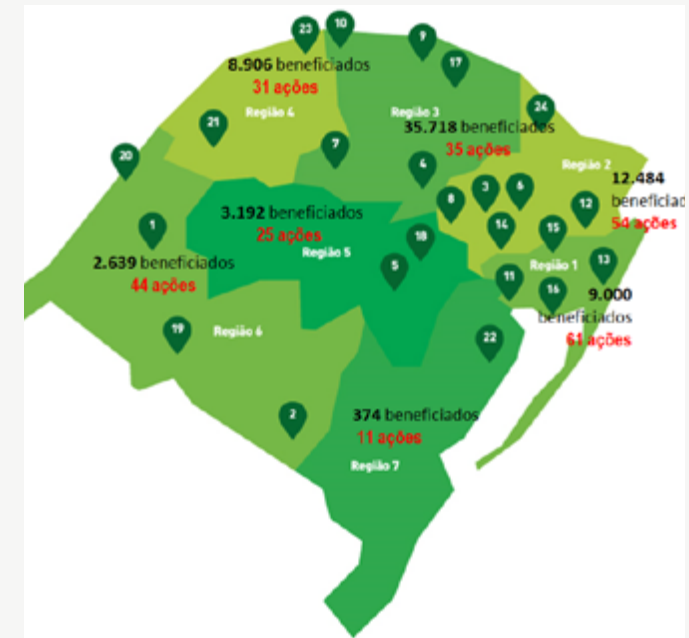 23
10
9
17
8.906 beneficiados
31 ações
Região 4
21
Região 3
35.718 beneficiados
35 ações
24
7
20
4
Região 2
12.484
beneficiad
54 ações
8
3
6
12
14
15
3.192 beneficiados
25 ações
Região 5
18
5
1
2.639 beneficiados
44 ações
Região 1
13
11
16
9.000
beneficiados
61 ações
19
Região 6
22
2
374 beneficiados
11 ações
Região 7